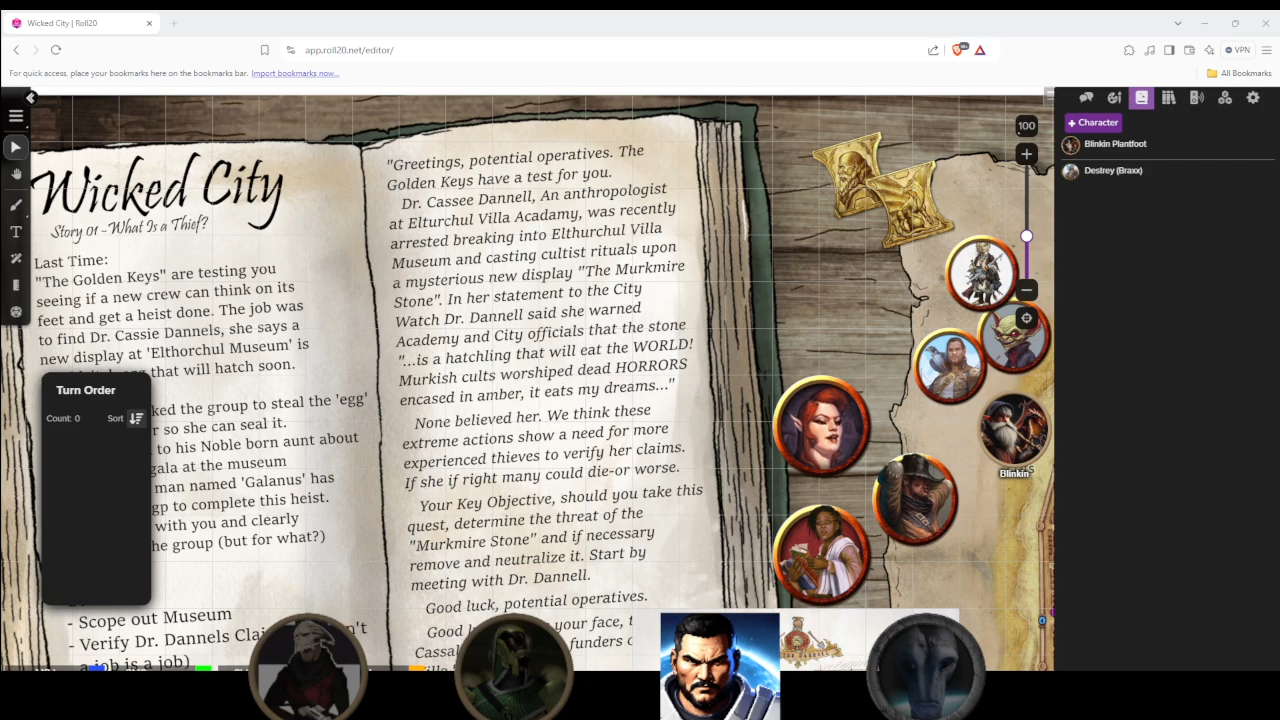 Wicked City | Roll20
app.roll20.net/editor/
VPN
For quick access, place your bookmarks here on the bookmarks bar. Import bookmarks now...
All Bookmarks
Wicked City
Story 01 - What Is a Thief?
Last Time:
"The Golden Keys" are testing you
seeing if a new crew can think on its
feet and get a heist done. The job was
to find Dr. Cassie Dannels, she says a
new display at 'Elthorchul Museum' is
that will hatch soon.
ked the group to steal the 'egg'
so she can seal it.
to his Noble born aunt about
gala at the museum
man named 'Galanus' has
gp to complete this heist.
with you and clearly
he group (but for what?)
- Scope out Museum
- Verify Dr. Dannels
a job is a job)
Turn Order
Count: 0 Sort
"Greetings, potential operatives. The
Golden Keys have a test for you.
Dr. Cassee Dannell, An anthropologist
at Elturchul Villa Acadamy, was recently
arrested breaking into Elthurchul Villa
Museum and casting cultist rituals upon
a mysterious new display "The Murkmire
Stone". In her statement to the City
Watch Dr. Dannell said she warned
Academy and City officials that the stone
"...is a hatchling that will eat the WORLD!
Murkish cults worshiped dead HORRORS
encased in amber, it eats my dreams..."
None believed her. We think these
extreme actions show a need for more
experienced thieves to verify her claims.
If she if right many could die-or worse.
Your Key Objective, should you take this
quest, determine the threat of the
"Murkmire Stone" and if necessary
remove and neutralize it. Start by
meeting with Dr. Dannell.
Good luck, potential operatives.
Good your face,
funders
100
Blinkin
+ Character
Blinkin Plantfoot
Destrey (Braxx)